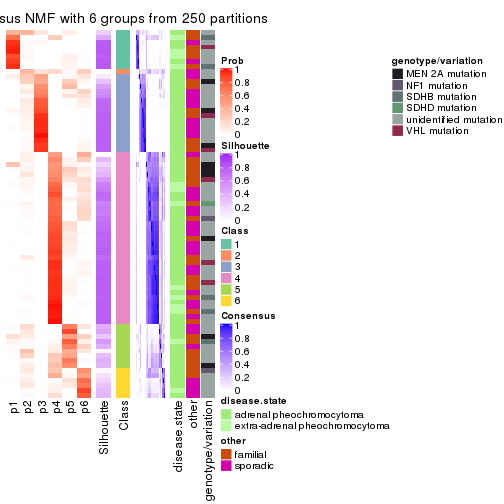 sus NMF with 6 groups from 250 partitions
Prob
1
0.8
0.6
0.4
0.2
0
Silhouette
1
0.8
0.6
0.4
0.2
0
Class
1
2
3
4
5
6
Consensus
1
0.8
0.6
0.4
0.2
0
disease.state
adrenal pheochromocytoma
extra-adrenal pheochromocytoma
other
familial
sporadic
genotype/variation
MEN 2A mutation
NF1 mutation
SDHB mutation
SDHD mutation
unidentified mutation
VHL mutation
p1
p2
p3
p4
p5
p6
Silhouette
Class
disease.state
other
genotype/variation